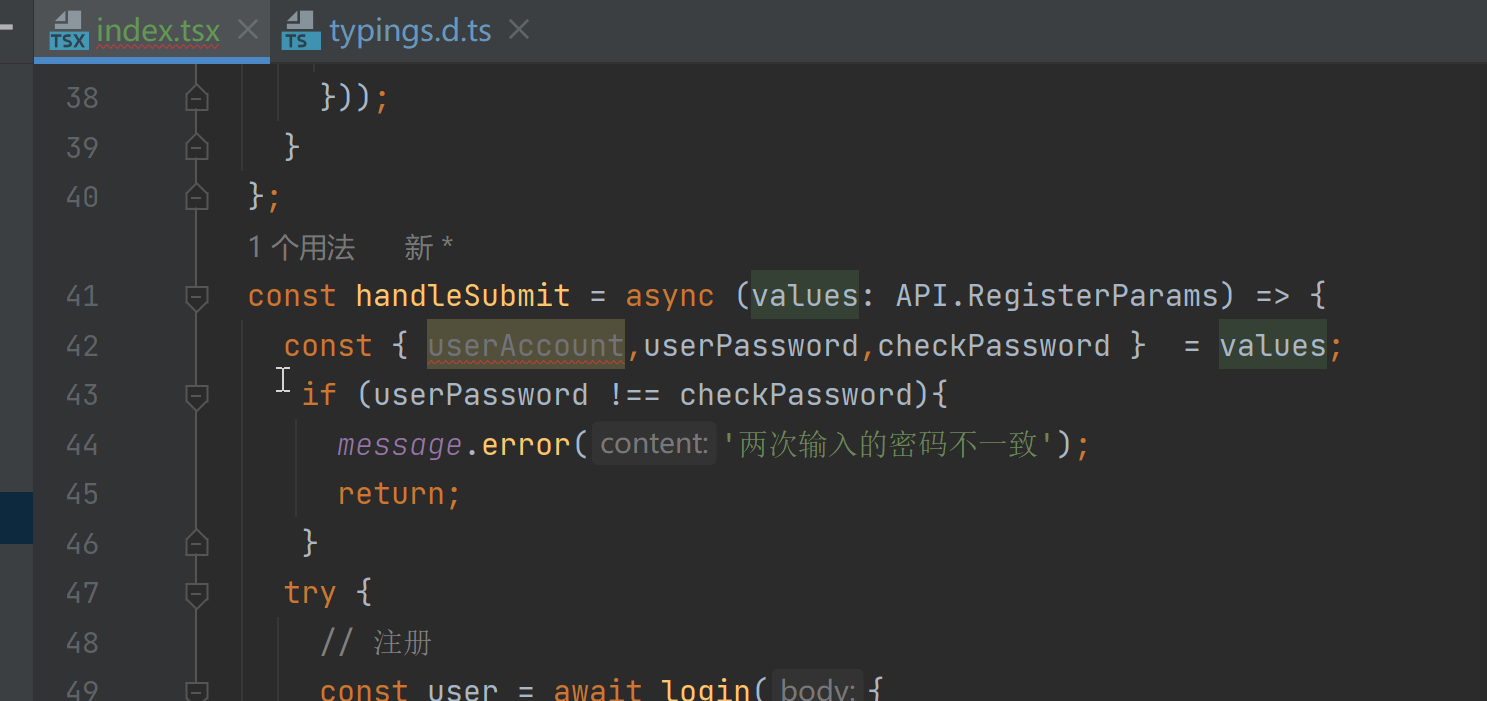 TSX index.tsx × TS typings.d.ts ×
38 }));
39 }
40 };
1 个用法 新 *
41 const handleSubmit = async (values: API.RegisterParams) => {
42 const { userAccount,userPassword,checkPassword }  = values;
43 if (userPassword !== checkPassword){
44 message.error( content: '两次输入的密码不一致');
45 return;
46 }
47 try {
48 // 注册
49 const user = await login( body: {